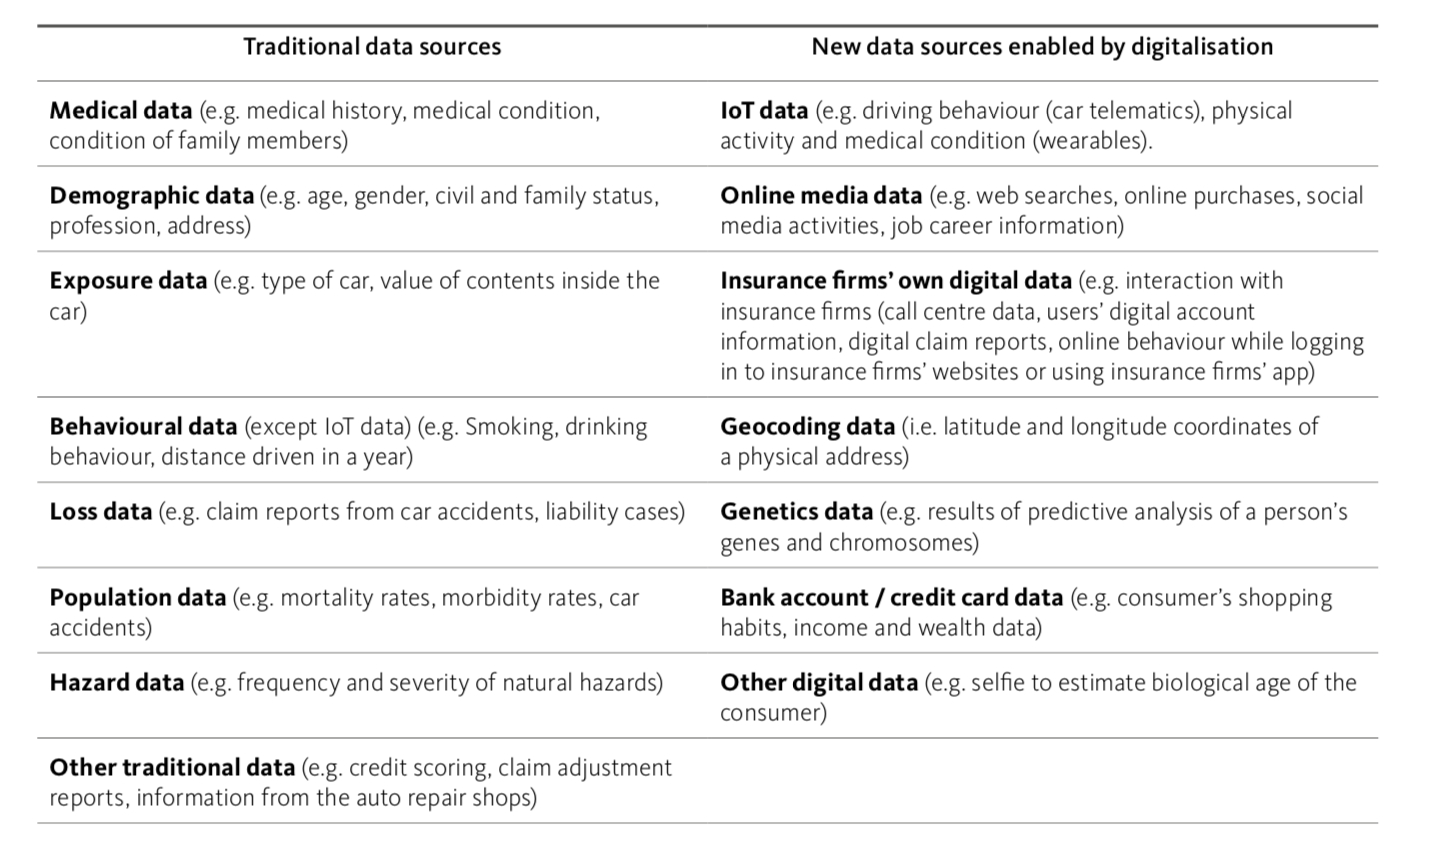 Traditional data sources
New data sources enabled by digitalisation
Medical data (e.g. medical history, medical condition,
condition of family members)
IoT data (e.g. driving behaviour (car telematics), physical
activity and medical condition (wearables).
Demographic data (e.g. age, gender, civil and family status,
profession, address)
Online media data (e.g. web searches, online purchases, social
media activities, job career information)
Exposure data (e.g. type of car, value of contents inside the
car)
Insurance firms’ own digital data (e.g. interaction with
insurance firms (call centre data, users’ digital account
information, digital claim reports, online behaviour while logging
in to insurance firms’ websites or using insurance firms’ app)
Behavioural data (except IoT data) (e.g. Smoking, drinking
behaviour, distance driven in a year)
Geocoding data (i.e. latitude and longitude coordinates of
a physical address)
Loss data (e.g. claim reports from car accidents, liability cases)
Genetics data (e.g. results of predictive analysis of a person’s
genes and chromosomes)
Population data (e.g. mortality rates, morbidity rates, car
accidents)
Bank account / credit card data (e.g. consumer’s shopping
habits, income and wealth data)
Hazard data (e.g. frequency and severity of natural hazards)
Other digital data (e.g. selfie to estimate biological age of the
consumer)
Other traditional data (e.g. credit scoring, claim adjustment
reports, information from the auto repair shops)